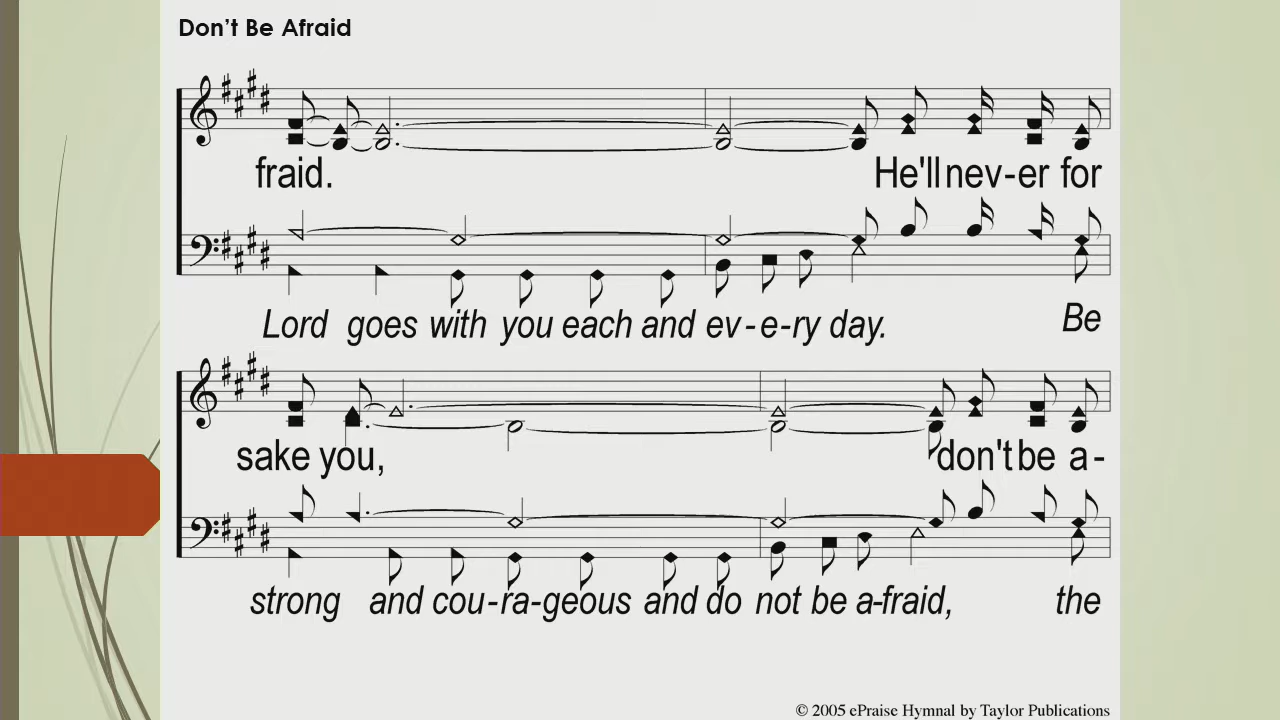 Don't Be Afraid
fraid. He'll nev-er for
Lord goes with you each and ev-e-ry day. Be
sake you, don't be a-
strong and cou-ra-geous and do not be a-fraid, the
© 2005 ePraise Hymnal by Taylor Publications